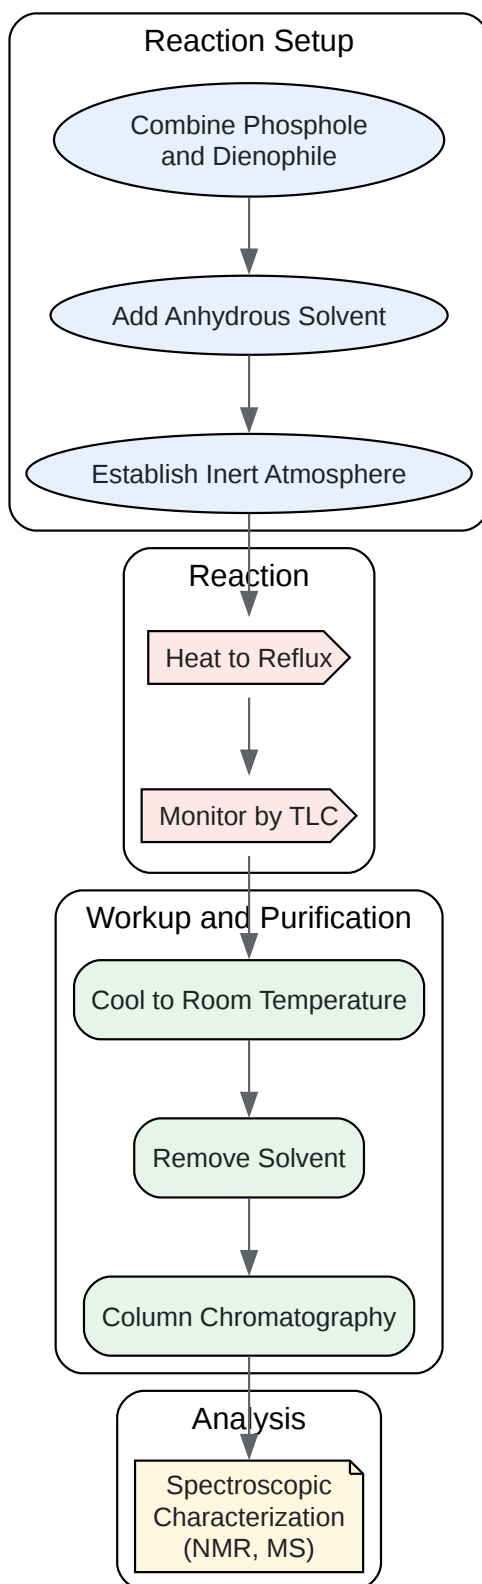 Reaction Setup
Combine Phosphole
and Dienophile
Add Anhydrous Solvent
Establish Inert Atmosphere
Reaction
Heat to Reflux
Monitor by TLC
Workup and Purification
Cool to Room Temperature
Remove Solvent
Column Chromatography
Analysis
Spectroscopic
Characterization
(NMR, MS)